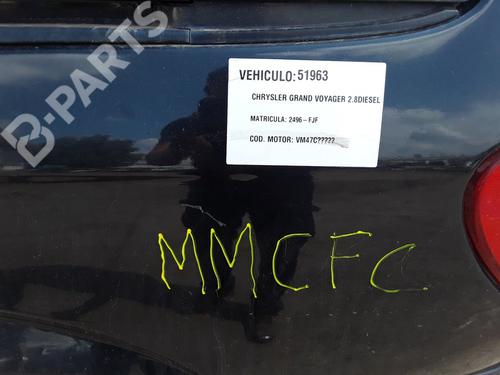 B-PARTS
VEHICULO: 51963
CHRYSLER GRAND VOYAGER 2.8DIESEL
MATRICULA: 2496-FJF
COD. MOTOR: VM47C?????
MMCFC